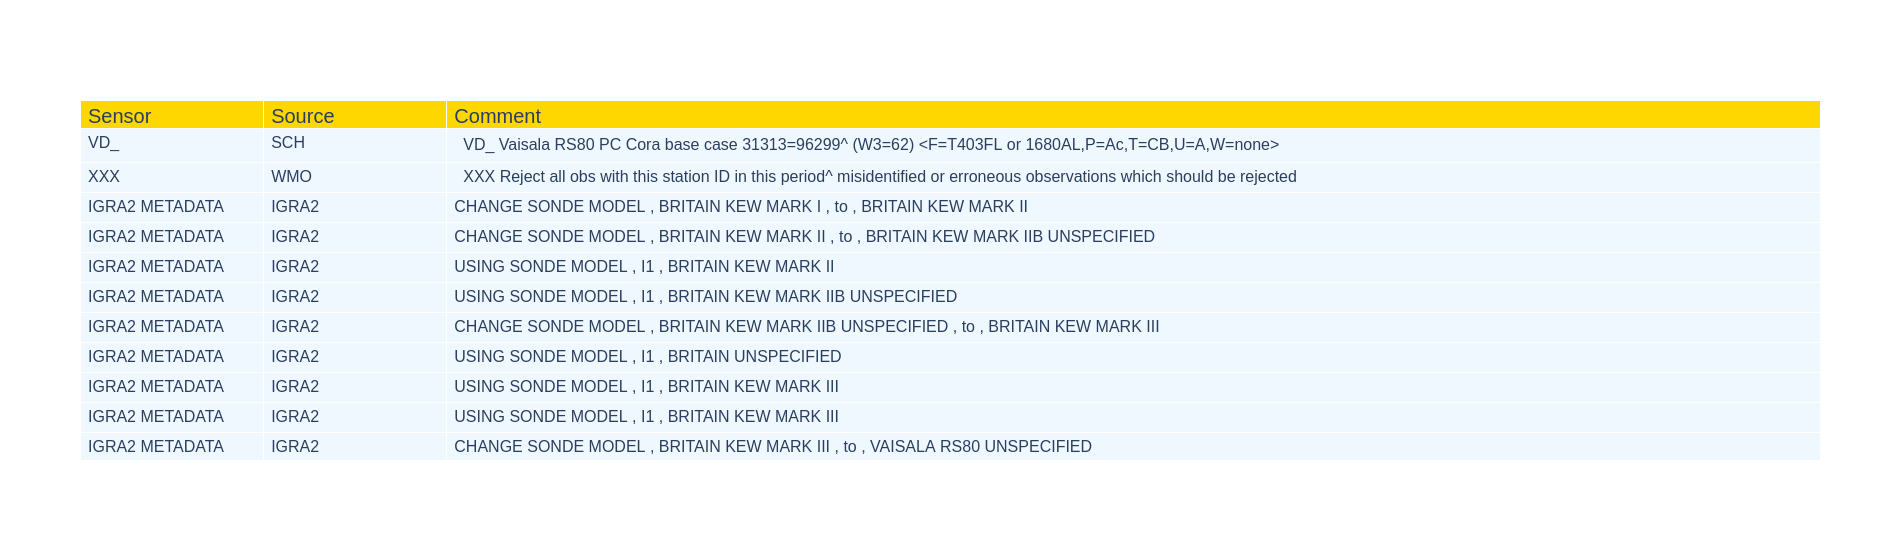 Sensor Source Comment
VD_ SCH VD_ Vaisala RS80 PC Cora base case 31313=96299^ (W3=62) <F=T403FL or 1680AL,P=Ac,T=CB,U=A,W=none>
XXX WMO XXX Reject all obs with this station ID in this period^ misidentified or erroneous observations which should be rejected
IGRA2 METADATA IGRA2 CHANGE SONDE MODEL , BRITAIN KEW MARK I , to , BRITAIN KEW MARK II
IGRA2 METADATA IGRA2 CHANGE SONDE MODEL , BRITAIN KEW MARK II , to , BRITAIN KEW MARK IIB UNSPECIFIED
IGRA2 METADATA IGRA2 USING SONDE MODEL , I1 , BRITAIN KEW MARK II
IGRA2 METADATA IGRA2 USING SONDE MODEL , I1 , BRITAIN KEW MARK IIB UNSPECIFIED
IGRA2 METADATA IGRA2 CHANGE SONDE MODEL , BRITAIN KEW MARK IIB UNSPECIFIED , to , BRITAIN KEW MARK III
IGRA2 METADATA IGRA2 USING SONDE MODEL , I1 , BRITAIN UNSPECIFIED
IGRA2 METADATA IGRA2 USING SONDE MODEL , I1 , BRITAIN KEW MARK III
IGRA2 METADATA IGRA2 USING SONDE MODEL , I1 , BRITAIN KEW MARK III
IGRA2 METADATA IGRA2 CHANGE SONDE MODEL , BRITAIN KEW MARK III , to , VAISALA RS80 UNSPECIFIED